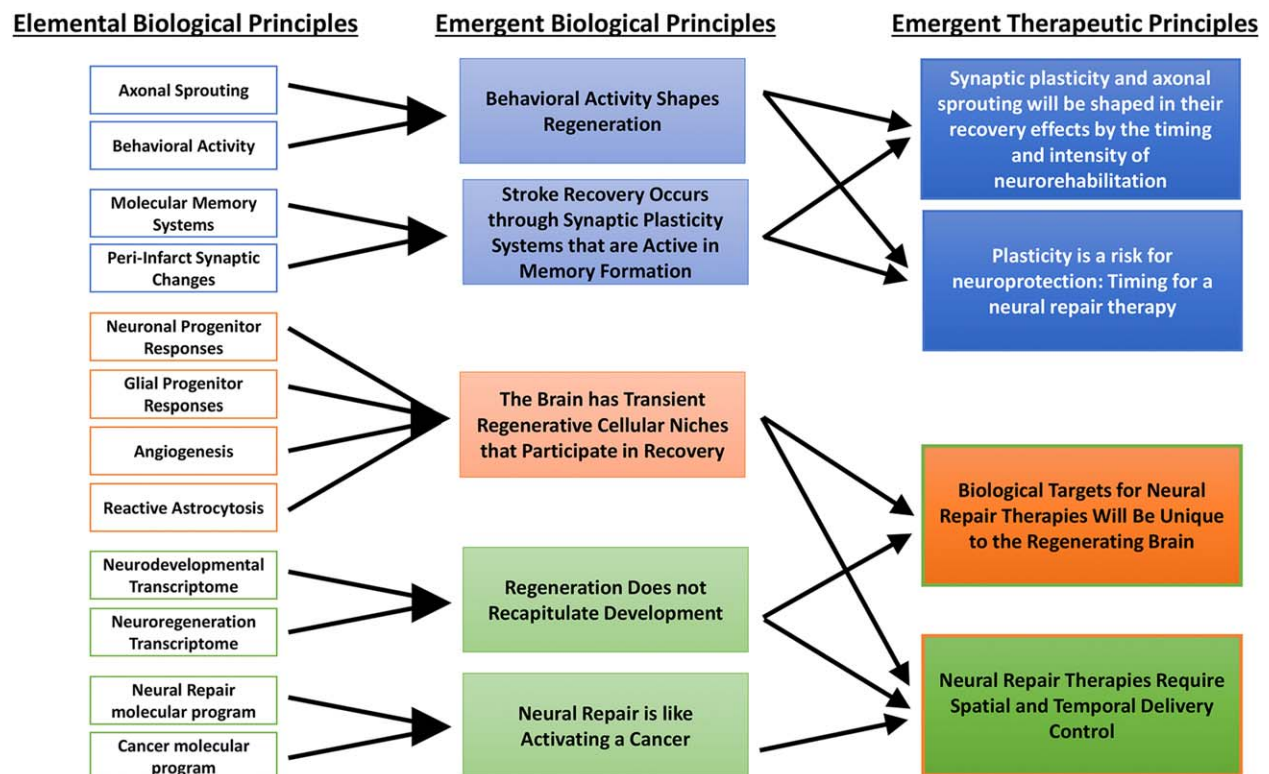 Elemental Biological Principles
Emergent Biological Principles
Emergent Therapeutic Principles
Axonal Sprouting
Behavioral Activity
Molecular Memory
Systems
Peri-Infarct Synaptic
Changes
Neuronal Progenitor
Responses
Glial Progenitor
Responses
Angiogenesis
Reactive Astrocytosis
Neurodevelopmental
Transcriptome
Neuroregeneration
Transcriptome
Neural Repair
molecular program
Cancer molecular
program
Behavioral Activity Shapes
Regeneration
Stroke Recovery Occurs
through Synaptic Plasticity
Systems that are Active in
Memory Formation
The Brain has Transient
Regenerative Cellular Niches
that Participate in Recovery
Regeneration Does not
Recapitulate Development
Neural Repair is like
Activating a Cancer
Synaptic plasticity and axonal
sprouting will be shaped in their
recovery effects by the timing
and intensity of
neurorehabilitation
Plasticity is a risk for
neuroprotection: Timing for a
neural repair therapy
Biological Targets for Neural
Repair Therapies Will Be Unique
to the Regenerating Brain
Neural Repair Therapies Require
Spatial and Temporal Delivery
Control